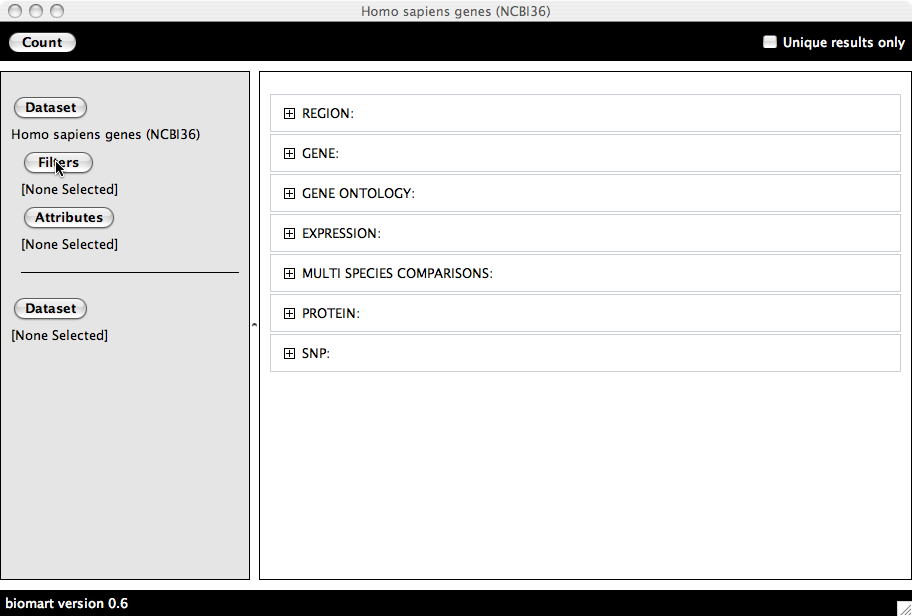 Homo sapiens genes (NCBI36)
Count
Unique results only
Dataset
Homo sapiens genes (NCBI36)
Filters
[None Selected]
Attributes
[None Selected]
Dataset
[None Selected]
REGION:
GENE:
GENE ONTOLOGY:
EXPRESSION:
MULTI SPECIES COMPARISONS:
PROTEIN:
SNP:
biomart version 0.6